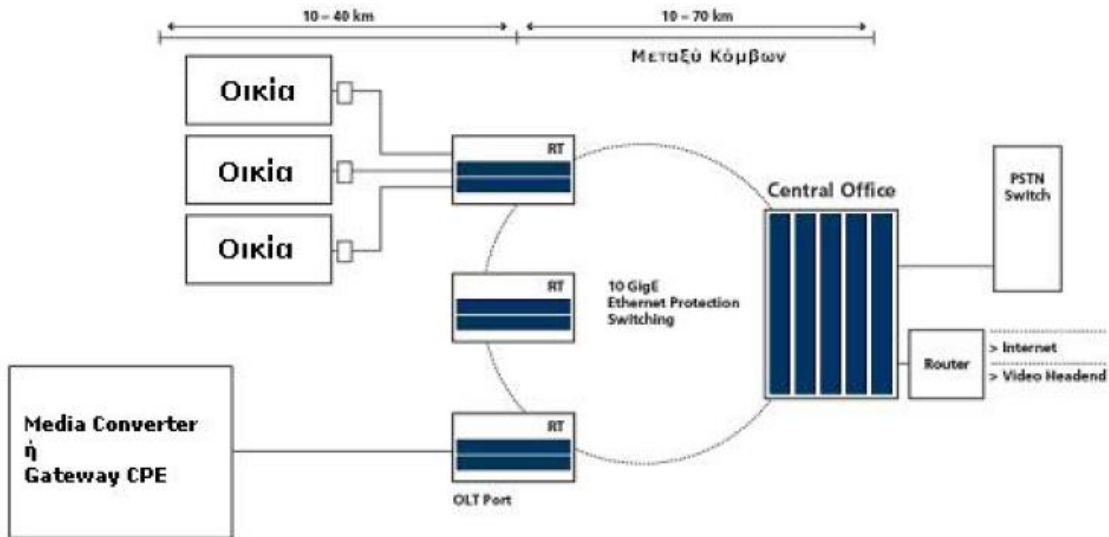 10 – 40 km
10 – 70 km
Μεταξύ Κόμβων
Οικία
Οικία
Οικία
RT
RT
RT
Central Office
PSTN
Switch
10 GigE
Ethernet Protection
Switching
Router
> Internet
> Video Headend
Media Converter
ή
Gateway CPE
OLT Port